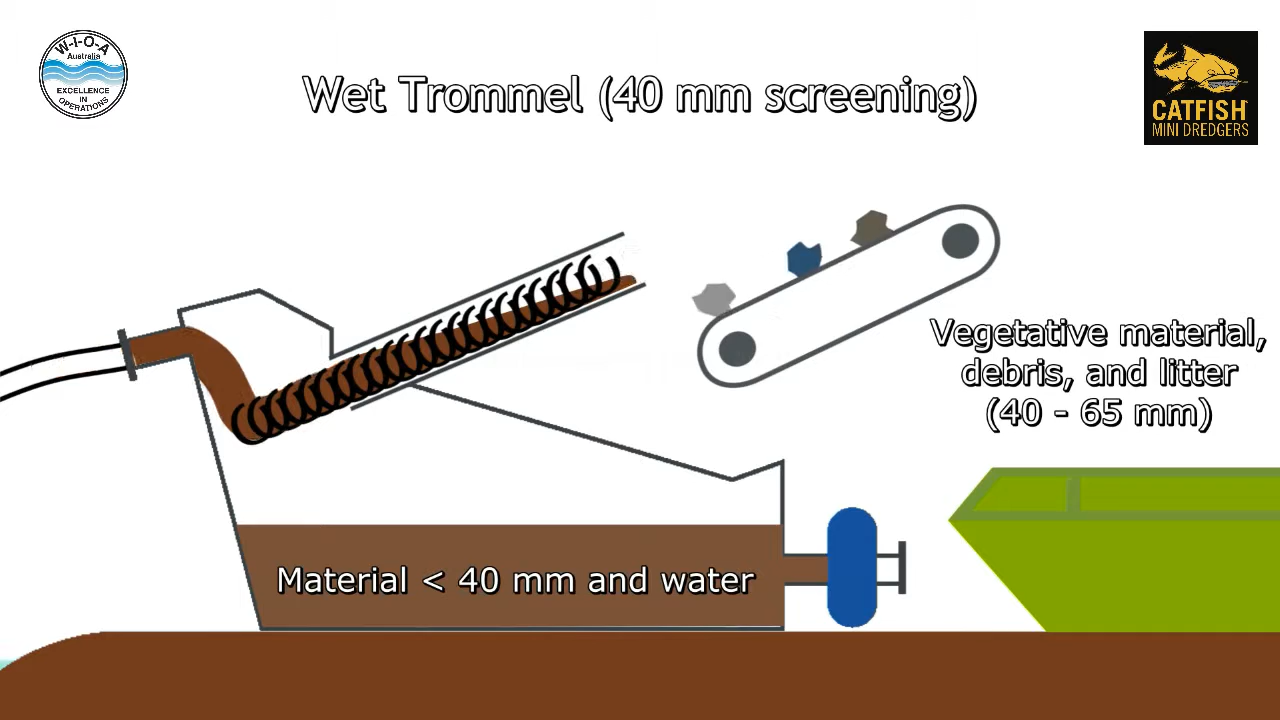 W-I-O-A
Australia
EXCELLENCE
IN
OPERATIONS
Wet Trommel (40 mm screening)
CATFISH
MINI DREDGERS
Vegetative material,
debris, and litter
(40 - 65 mm)
Material < 40 mm and water